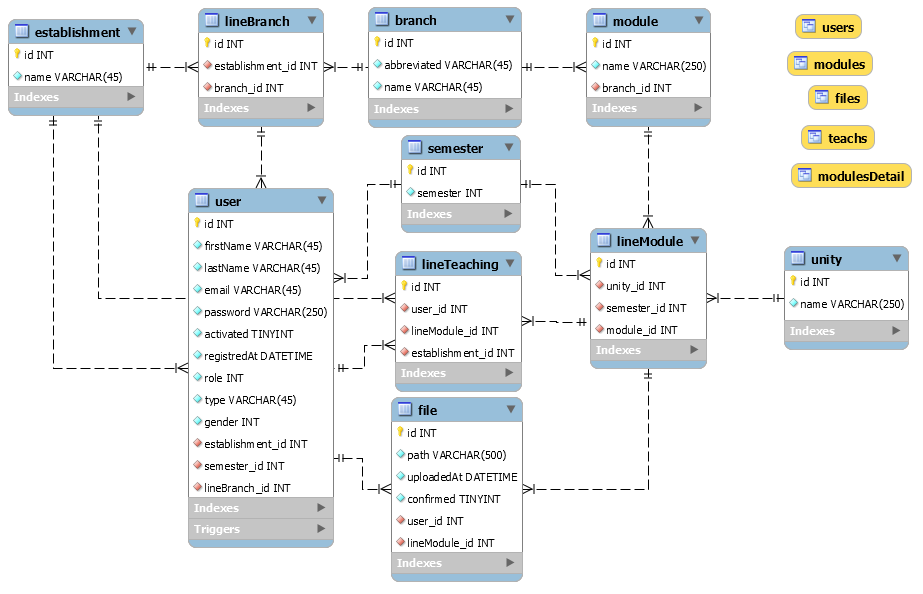 establishment
id INT
name VARCHAR(45)
Indexes
lineBranch
id INT
establishment_id INT
branch_id INT
Indexes
branch
id INT
abbreviated VARCHAR(45)
name VARCHAR(45)
Indexes
module
id INT
name VARCHAR(250)
branch_id INT
Indexes
users
modules
files
teachs
modulesDetail
semester
id INT
semester INT
Indexes
user
id INT
firstName VARCHAR(45)
lastName VARCHAR(45)
email VARCHAR(45)
password VARCHAR(250)
activated TINYINT
registredAt DATETIME
role INT
type VARCHAR(45)
gender INT
establishment_id INT
semester_id INT
lineBranch_id INT
Indexes
Triggers
lineTeaching
id INT
user_id INT
lineModule_id INT
establishment_id INT
Indexes
lineModule
id INT
unity_id INT
semester_id INT
module_id INT
Indexes
unity
id INT
name VARCHAR(250)
Indexes
file
id INT
path VARCHAR(500)
uploadedAt DATETIME
confirmed TINYINT
user_id INT
lineModule_id INT
Indexes